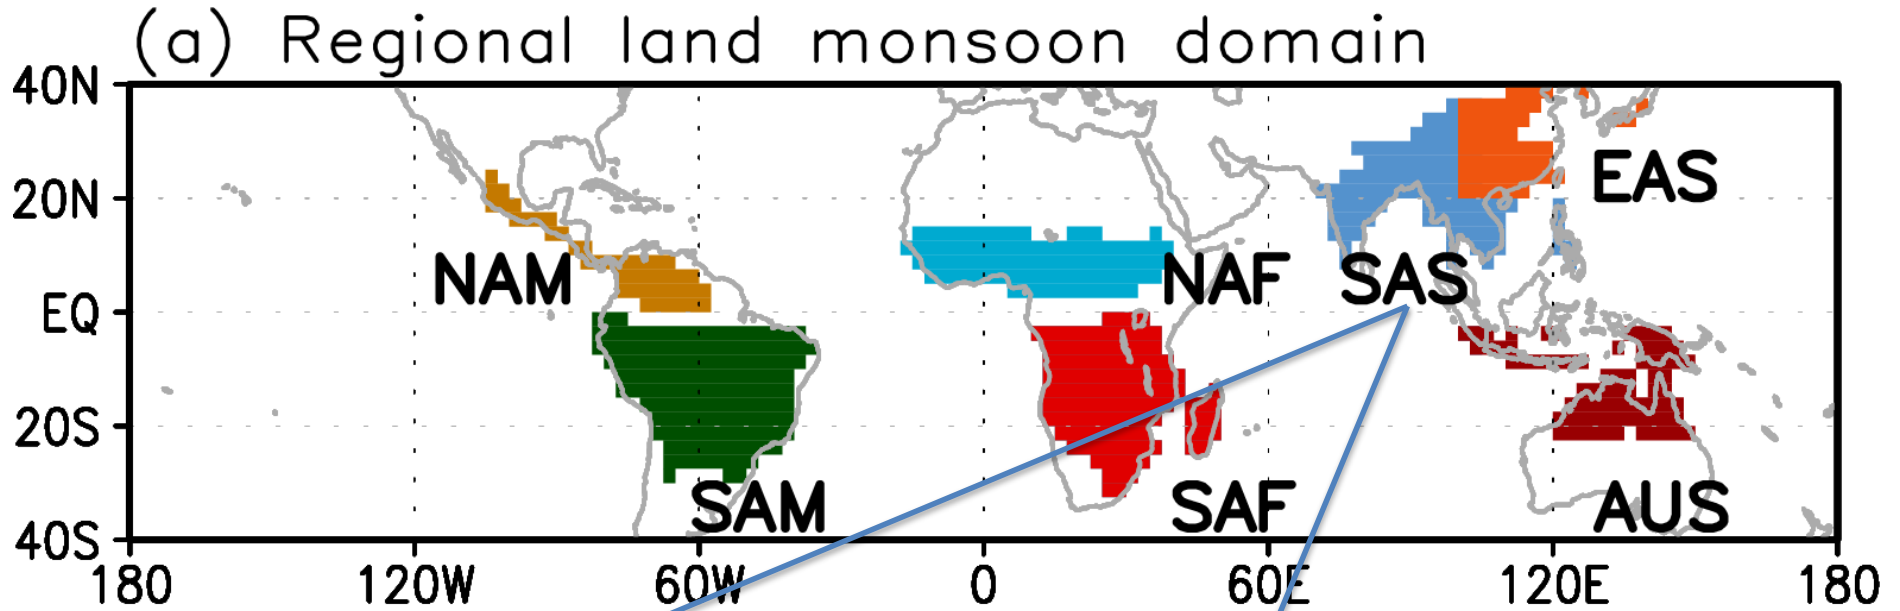 (a) Regional land monsoon domain
40N
EAS
20N
NAM NAF SAS
EQ
20S
SAM SAF AUS
40S
180 120W 60W 0 60E 120E 180